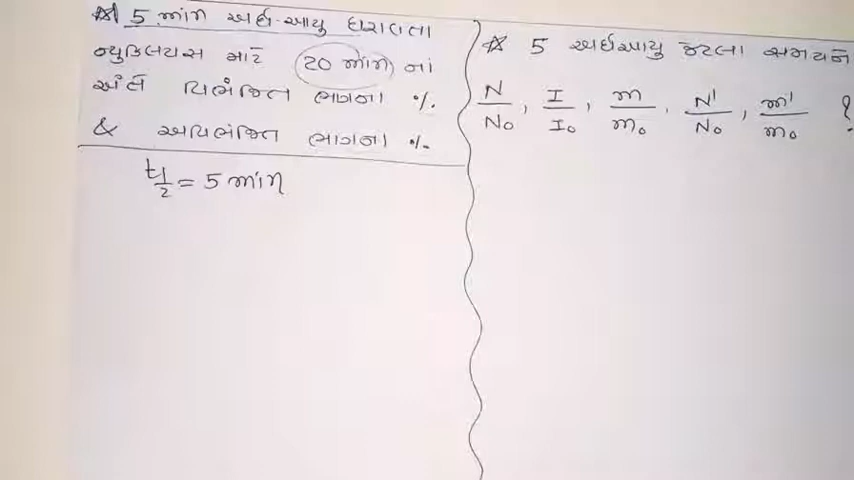 ☆ 5 મીનીટ અર્ધ-આયુ ધરાવતા
ન્યુક્લિયસ માટે (20 મીનીટ) નાં
અંતે વિભંજિત ભાગના %
& અવિભંજિત ભાગના %
t 1/2 = 5 મીનીટ
☆ 5 અર્ધઆયુ જેટલા સમયને
N/N₀ , I/I₀ , m/m₀ , N'/N₀ , m'/m₀ ?